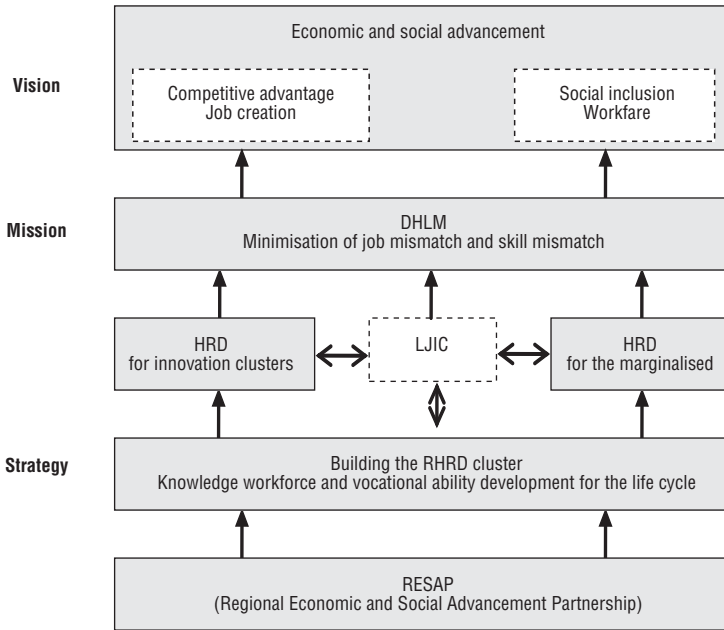 Economic and social advancement
Vision
Competitive advantage
Job creation
Social inclusion
Workfare
Mission
DHLM
Minimisation of job mismatch and skill mismatch
HRD
for innovation clusters
LJIC
HRD
for the marginalised
Strategy
Building the RHRD cluster
Knowledge workforce and vocational ability development for the life cycle
RESAP
(Regional Economic and Social Advancement Partnership)